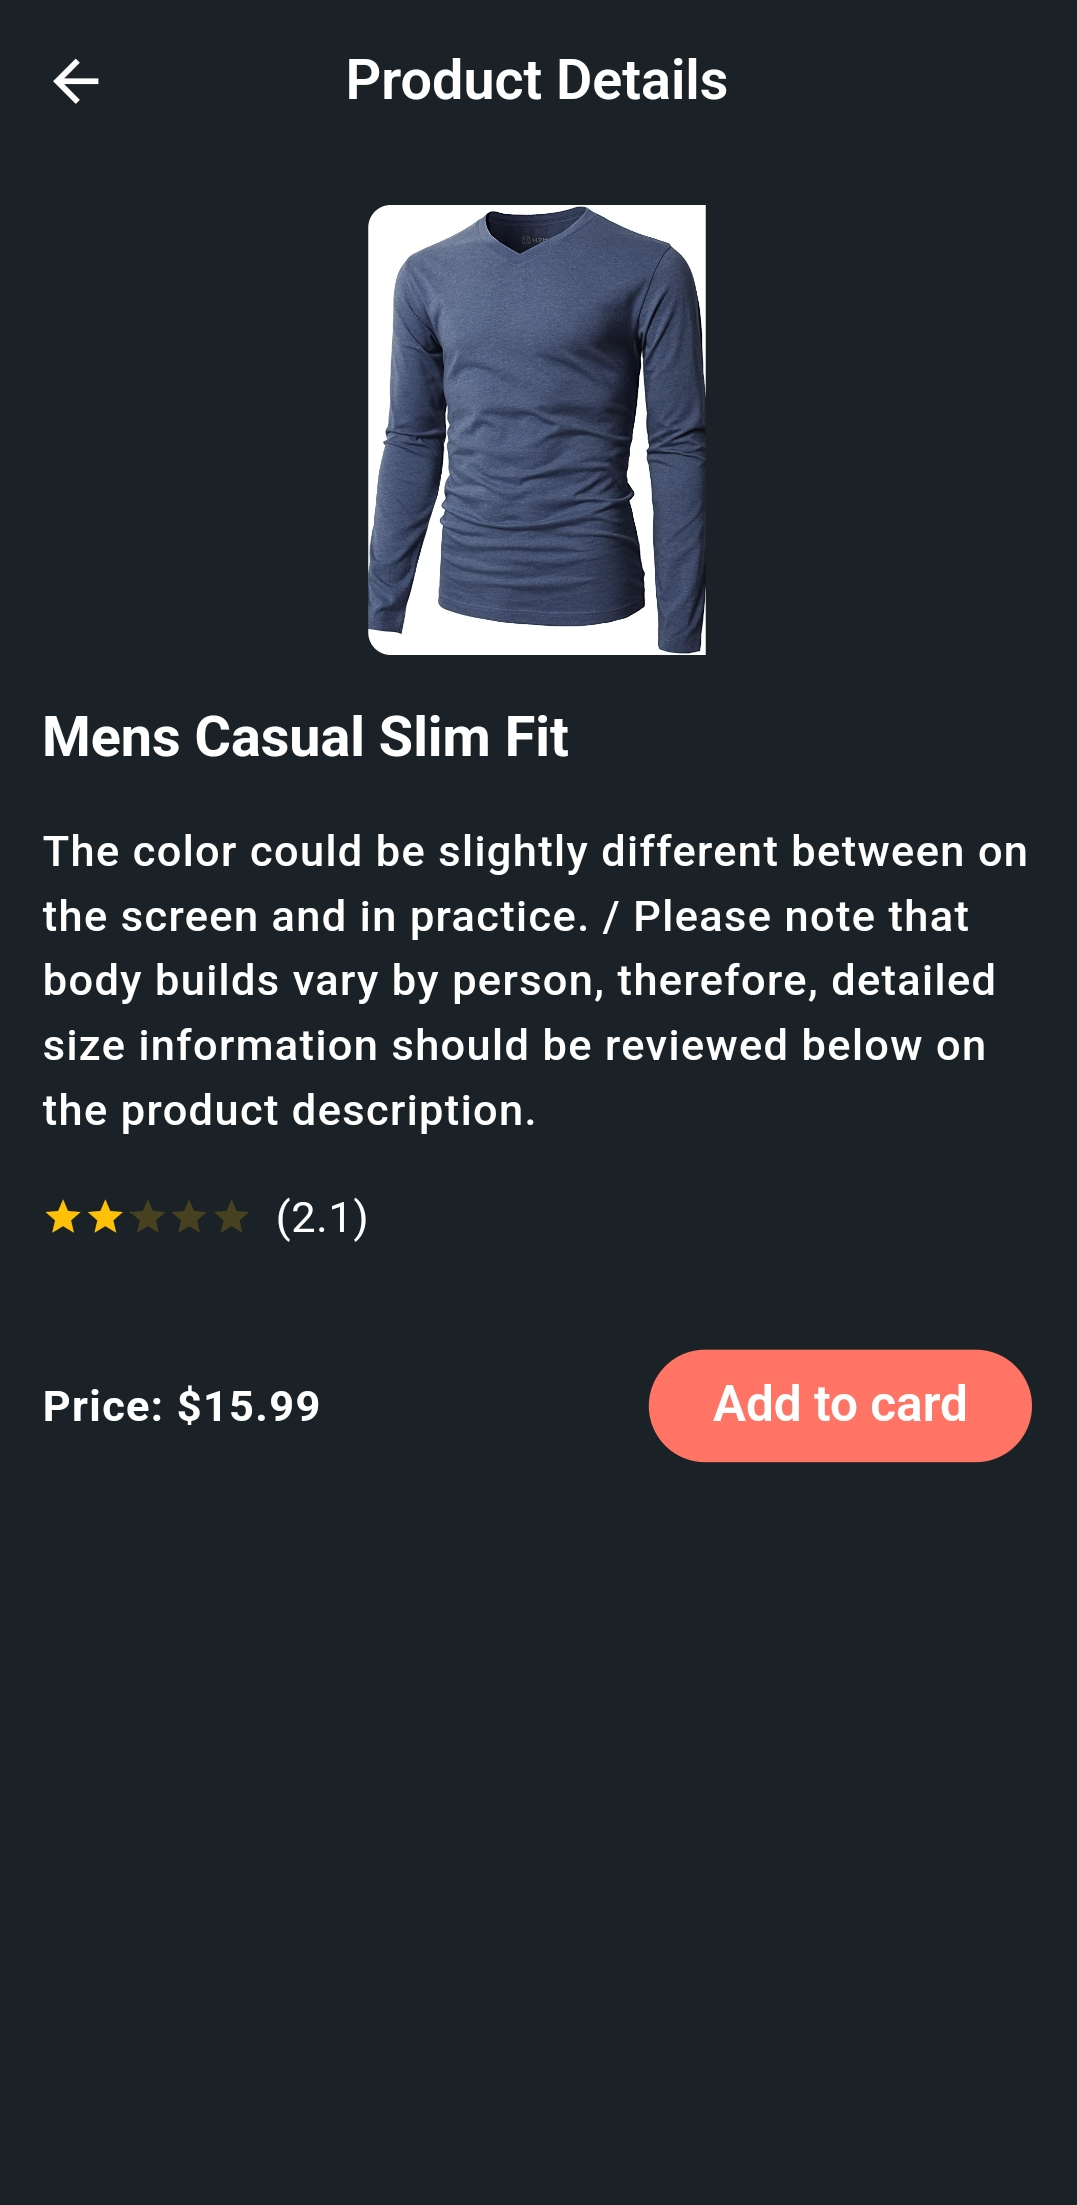 Product Details
Mens Casual Slim Fit
The color could be slightly different between on
the screen and in practice. / Please note that
body builds vary by person, therefore, detailed
size information should be reviewed below on
the product description.
(2.1)
Price: $15.99
Add to card